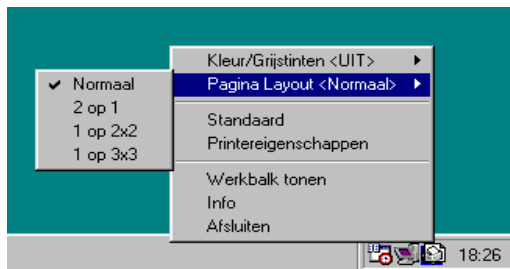 Kleur/Grijstinten <UIT>
Pagina Layout <Normaal>
Normaal
2 op 1
1 op 2x2
1 op 3x3
Standaard
Printereigenschappen
Werkbalk tonen
Info
Afsluiten
18:26